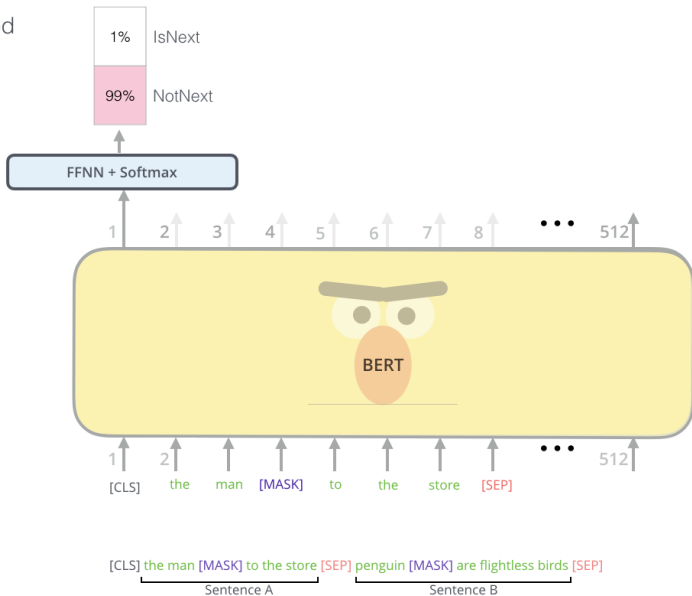 d
1% IsNext
99% NotNext
FFNN + Softmax
1 2 3 4 5 6 7 8 ••• 512
BERT
1 2 ••• 512
[CLS] the man [MASK] to the store [SEP]
[CLS] the man [MASK] to the store [SEP] penguin [MASK] are flightless birds [SEP]
Sentence A Sentence B